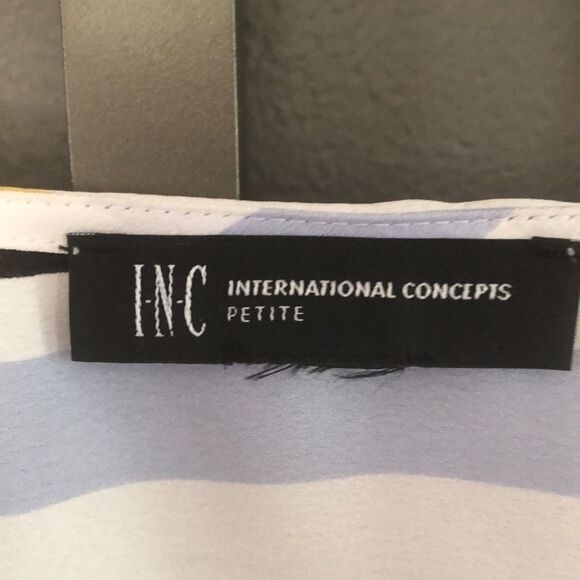 I-N-C
INTERNATIONAL CONCEPTS
PETITE